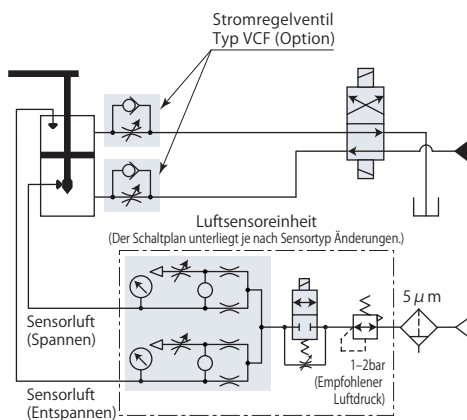 Stromregelventil
Typ VCF (Option)
Luftsensoreinheit
(Der Schaltplan unterliegt je nach Sensortyp Änderungen.)
5 µ m
Sensorluft
(Spannen)
1–2bar
(Empfohlener
Luftdruck)
Sensorluft
(Entspannen)